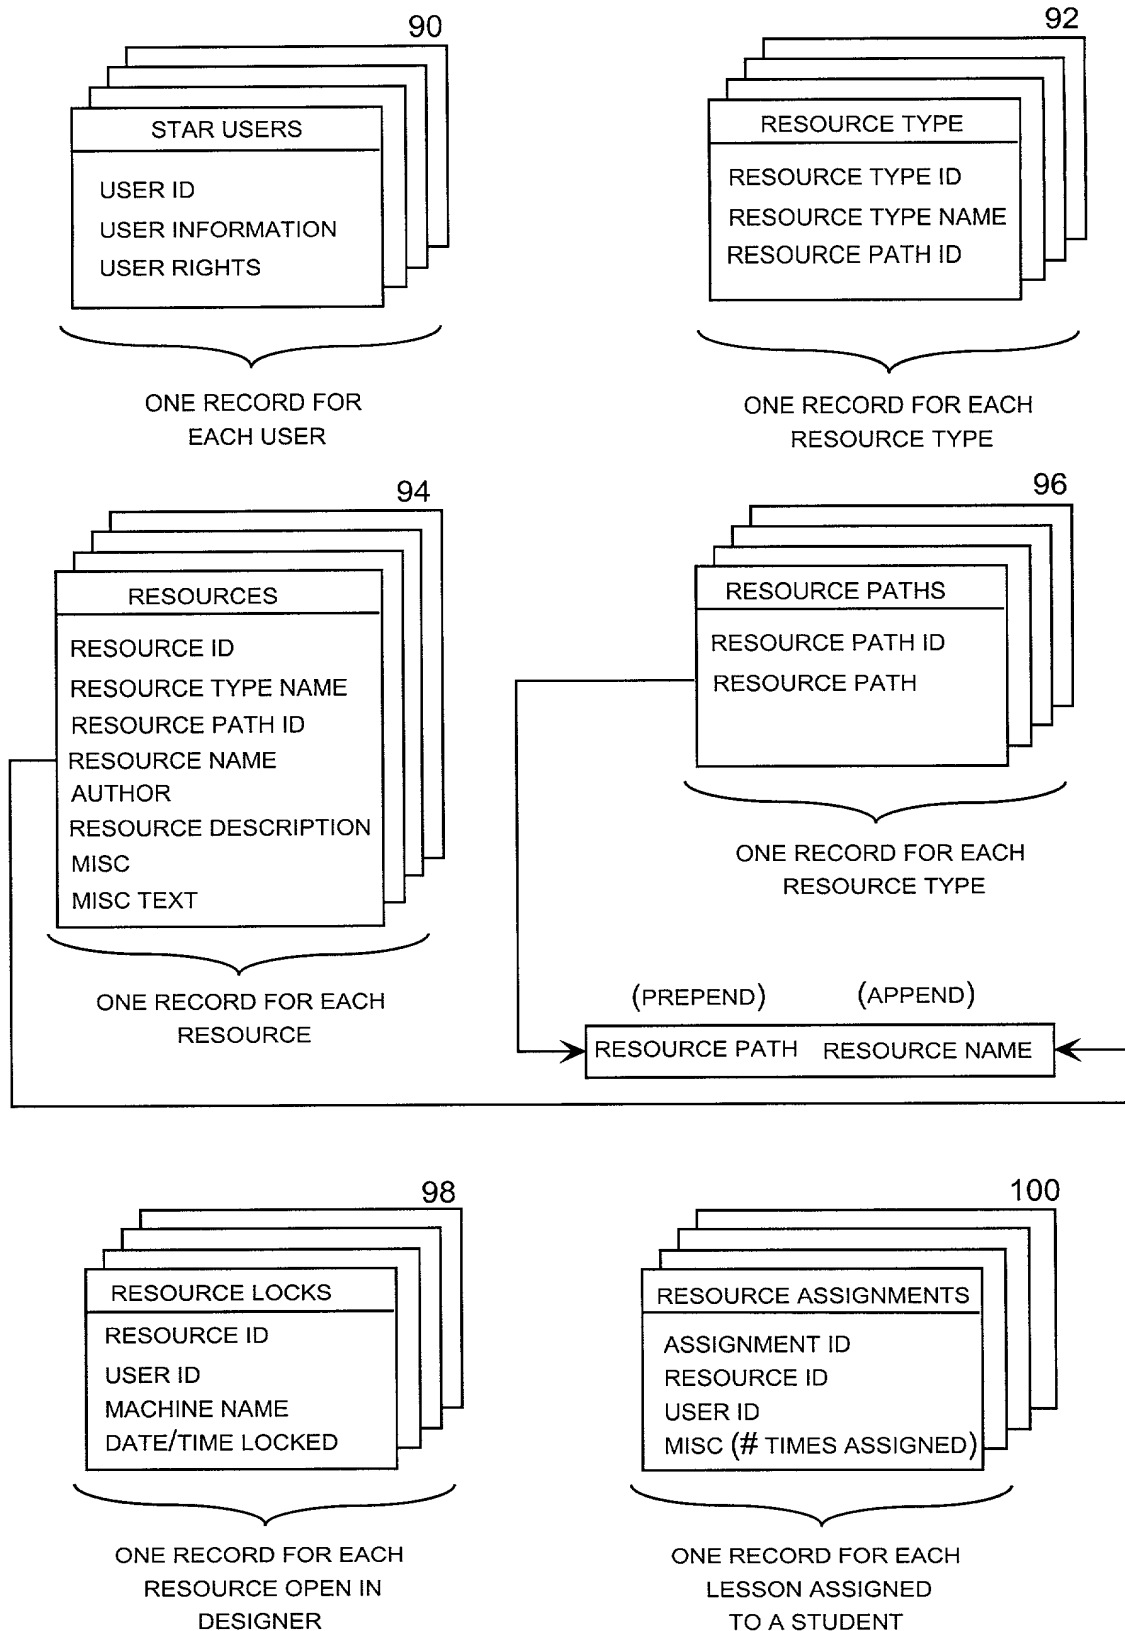 90
STAR USERS
USER ID
USER INFORMATION
USER RIGHTS
ONE RECORD FOR
EACH USER
92
RESOURCE TYPE
RESOURCE TYPE ID
RESOURCE TYPE NAME
RESOURCE PATH ID
ONE RECORD FOR EACH
RESOURCE TYPE
94
RESOURCES
RESOURCE ID
RESOURCE TYPE NAME
RESOURCE PATH ID
RESOURCE NAME
AUTHOR
RESOURCE DESCRIPTION
MISC
MISC TEXT
ONE RECORD FOR EACH
RESOURCE
96
RESOURCE PATHS
RESOURCE PATH ID
RESOURCE PATH
ONE RECORD FOR EACH
RESOURCE TYPE
(PREPEND) (APPEND)
RESOURCE PATH RESOURCE NAME
98
RESOURCE LOCKS
RESOURCE ID
USER ID
MACHINE NAME
DATE/TIME LOCKED
ONE RECORD FOR EACH
RESOURCE OPEN IN
DESIGNER
100
RESOURCE ASSIGNMENTS
ASSIGNMENT ID
RESOURCE ID
USER ID
MISC (# TIMES ASSIGNED)
ONE RECORD FOR EACH
LESSON ASSIGNED
TO A STUDENT